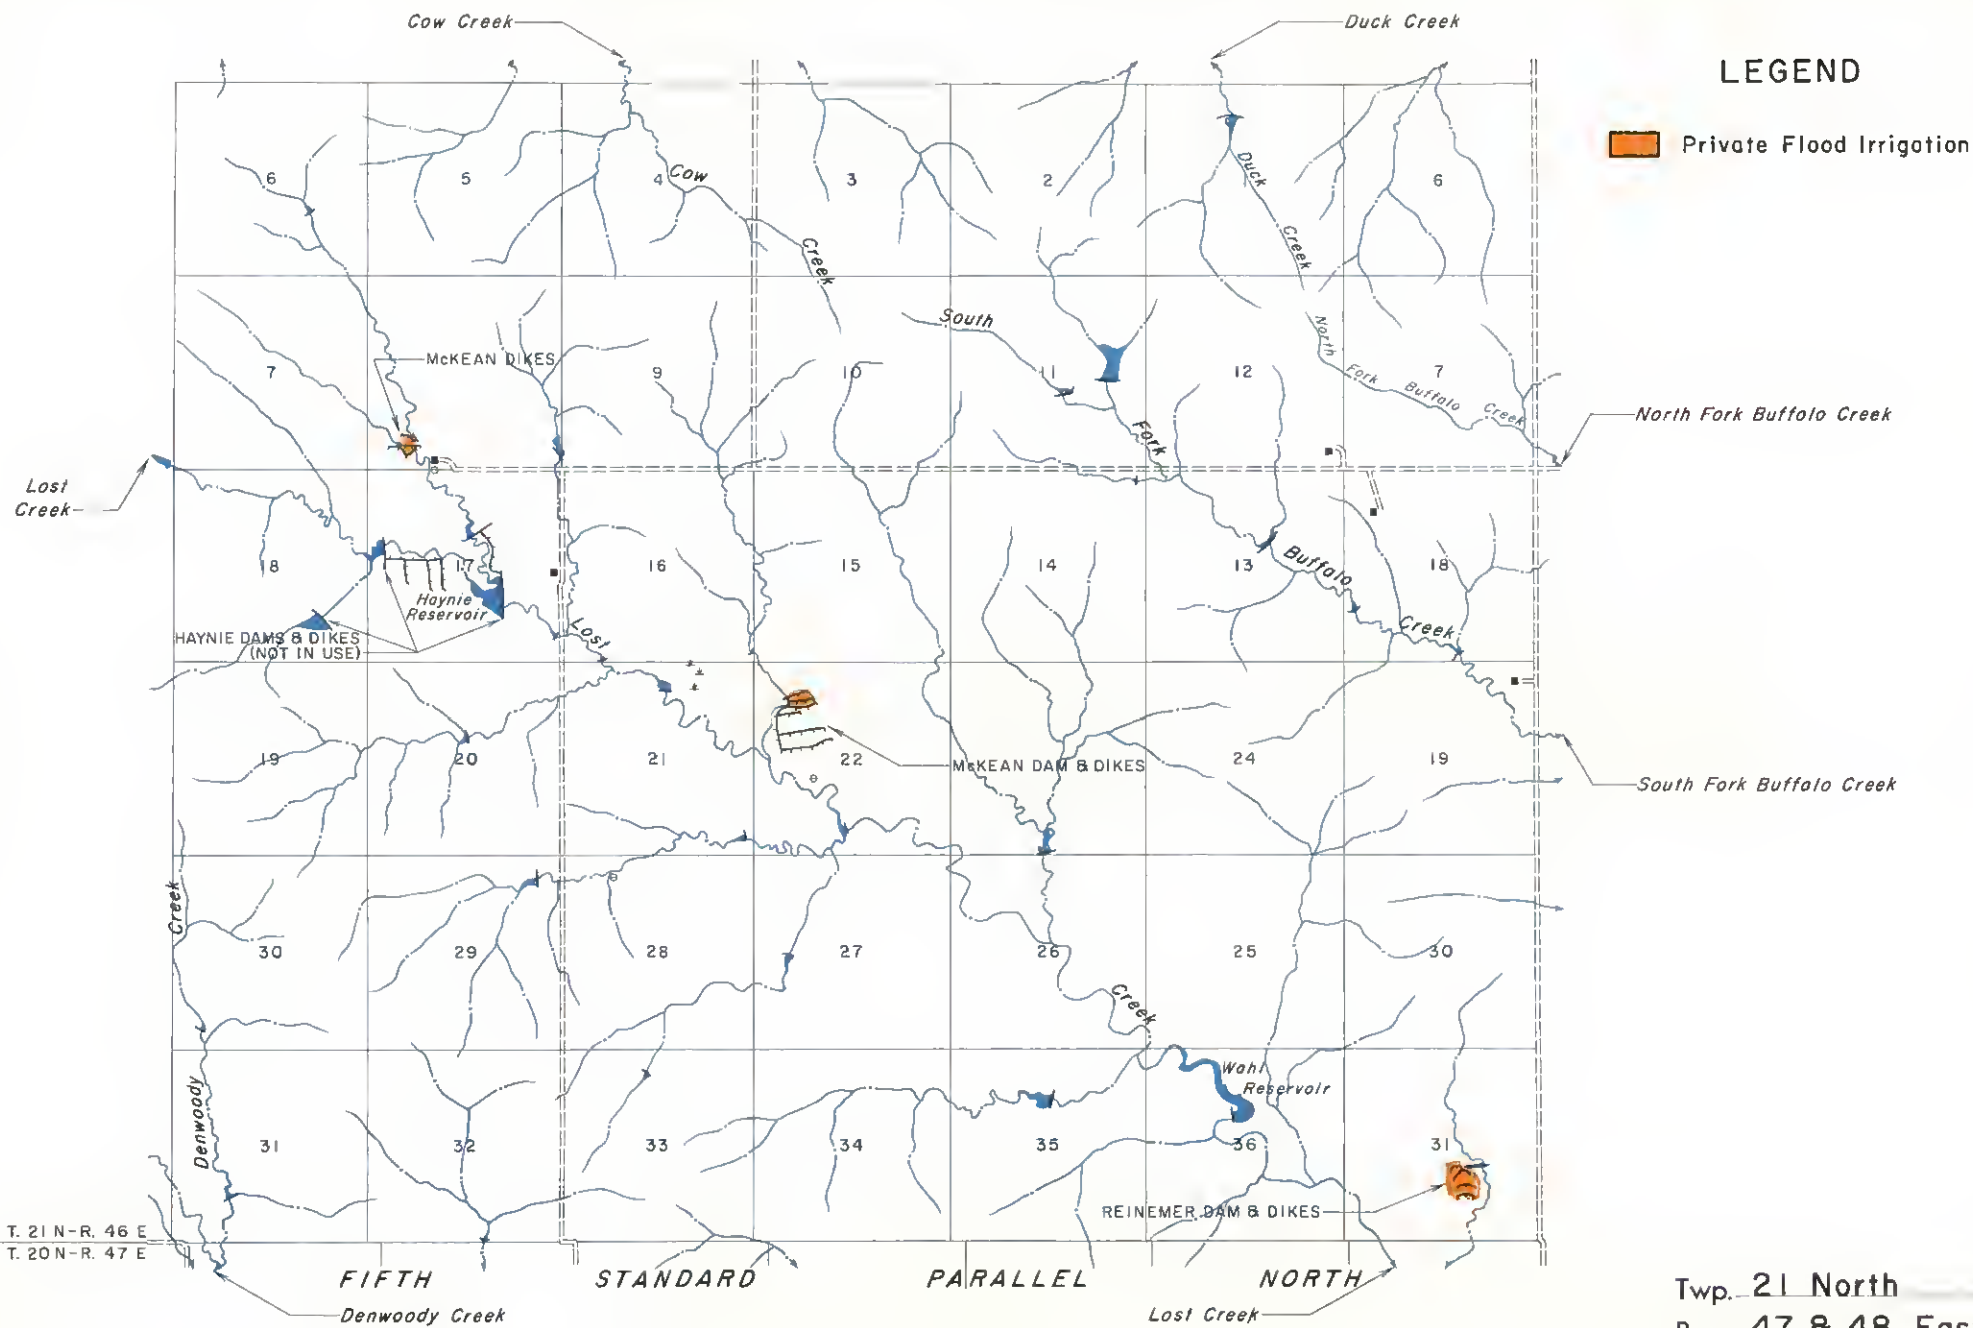 Cow Creek
Duck Creek
LEGEND
Private Flood Irrigation
6
5
4
Cow
3
2
Duck
6
Creek
Creek
South
North
McKEAN DIKES
7
9
10
11
12
7
Fork Buffalo Creek
North Fork Buffalo Creek
Fork
Lost
Creek
18
17
16
15
14
13
Buffalo
18
Haynie
Reservoir
Creek
HAYNIE DAMS & DIKES
(NOT IN USE)
Lost
19
20
21
22
McKEAN DAM & DIKES
24
19
South Fork Buffalo Creek
Creek
30
29
28
27
26
25
30
Creek
Wahl
Reservoir
Denwoody
31
32
33
34
35
36
31
REINEMER DAM & DIKES
T. 21 N-R. 46 E
T. 20 N-R. 47 E
FIFTH STANDARD PARALLEL NORTH
Denwoody Creek
Lost Creek
Twp. 21 North
47 & 48 Eas